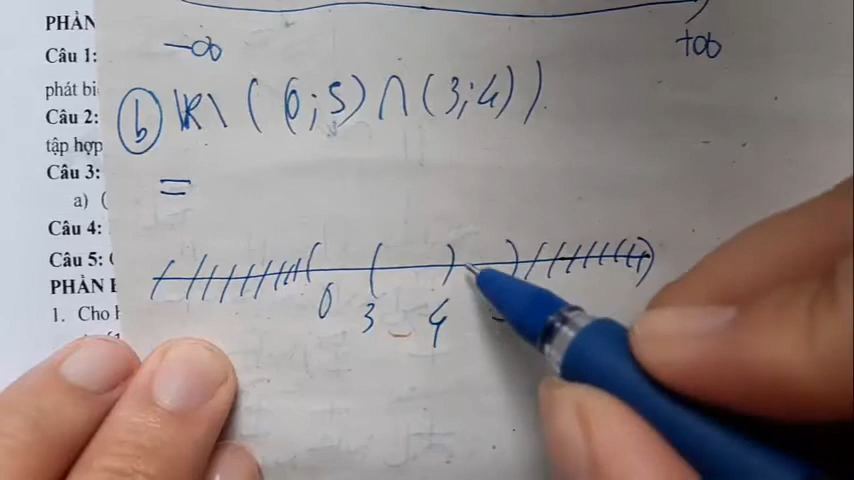 PHẦN
Câu 1:
phát bi
Câu 2:
tập hợp
Câu 3:
a) (
Câu 4:
Câu 5:
PHẦN
1. Cho
-∞ +∞
b) ℝ \ ( (0;5) ∩ (3;4) )
=
0 3 4